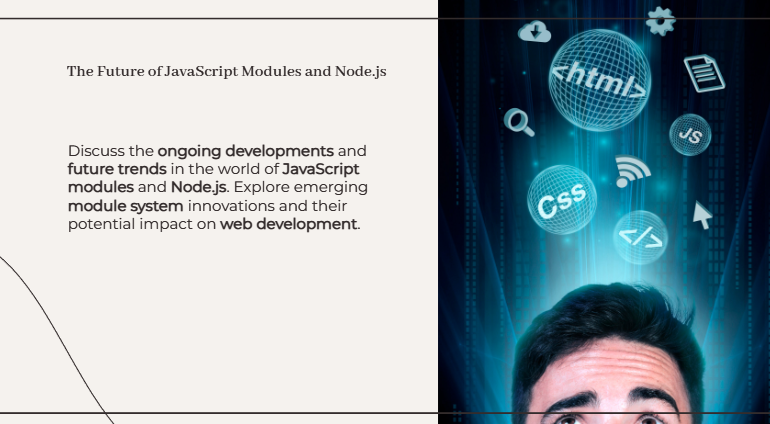 The Future of JavaScript Modules and Node.js
Discuss the ongoing developments and
future trends in the world of JavaScript
modules and Node.js. Explore emerging
module system innovations and their
potential impact on web development.
<html>
JS
Css
</>